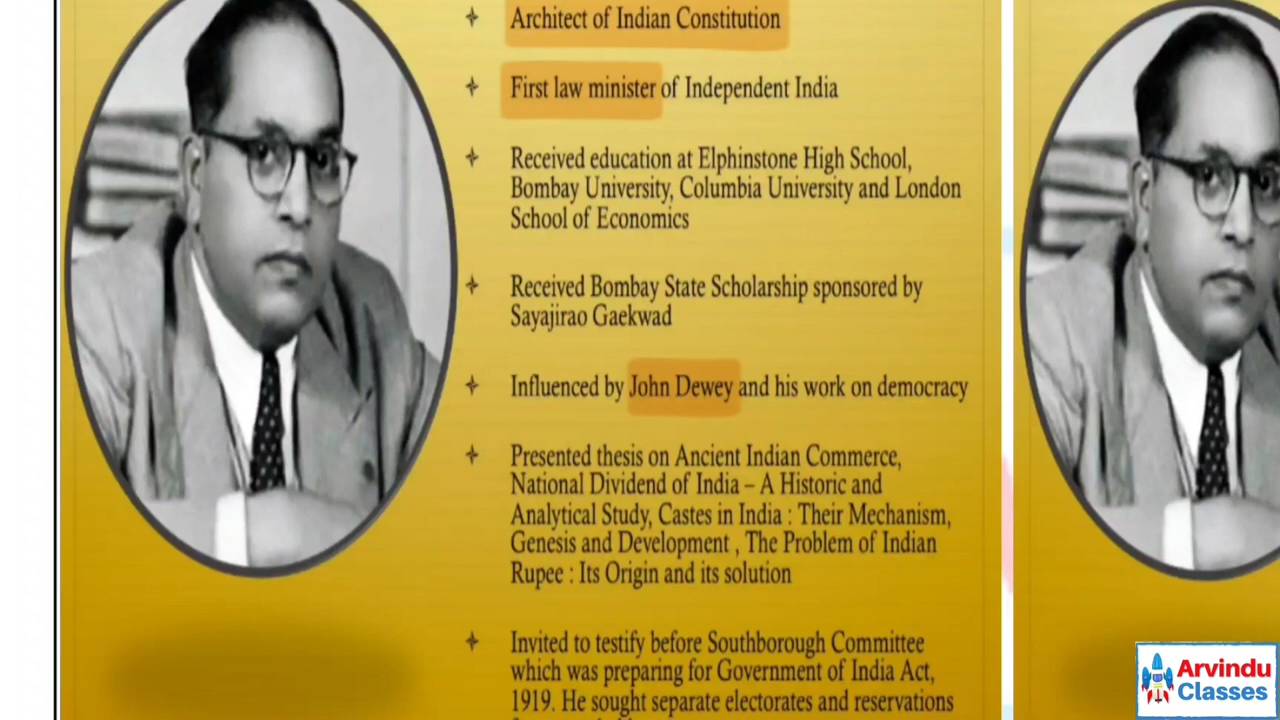 Architect of Indian Constitution
First law minister of Independent India
Received education at Elphinstone High School,
Bombay University, Columbia University and London
School of Economics
Received Bombay State Scholarship sponsored by
Sayajirao Gaekwad
Influenced by John Dewey and his work on democracy
Presented thesis on Ancient Indian Commerce,
National Dividend of India – A Historic and
Analytical Study, Castes in India : Their Mechanism,
Genesis and Development , The Problem of Indian
Rupee : Its Origin and its solution
Invited to testify before Southborough Committee
which was preparing for Government of India Act,
1919. He sought separate electorates and reservations
Arvindu
Classes